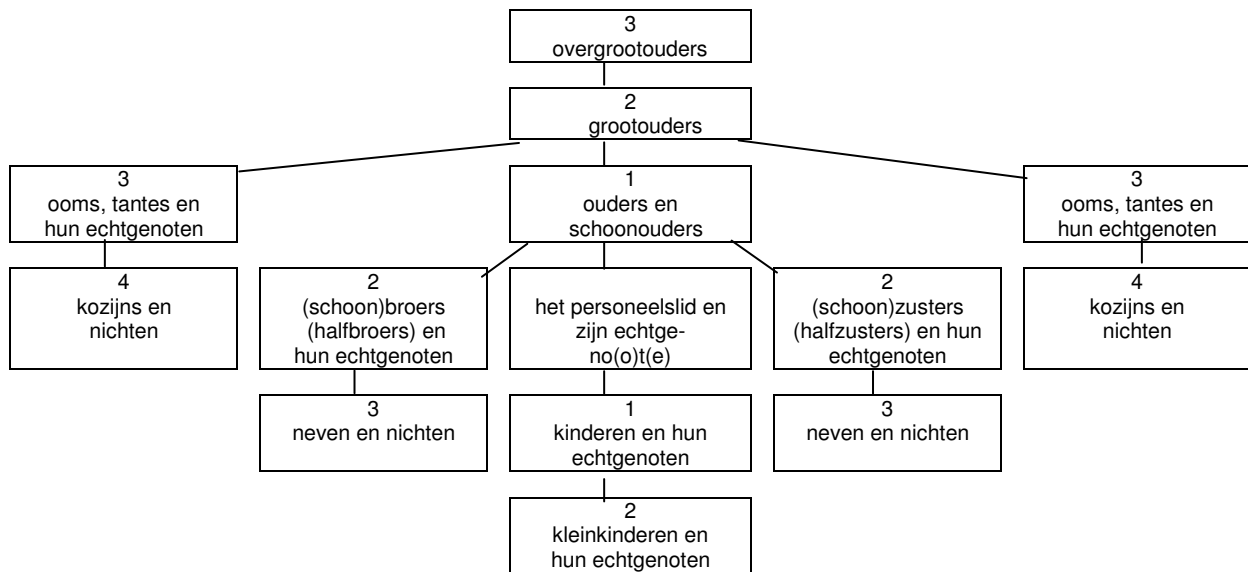 3
overgrootouders
2
grootouders
3
ooms, tantes en
hun echtgenoten
1
ouders en
schoonouders
3
ooms, tantes en
hun echtgenoten
4
kozijns en
nichten
2
(schoon)broers
(halfbroers) en
hun echtgenoten
het personeelslid en
zijn echtge-
no(o)t(e)
2
(schoon)zusters
(halfzusters) en hun
echtgenoten
4
kozijns en
nichten
3
neven en nichten
1
kinderen en hun
echtgenoten
3
neven en nichten
2
kleinkinderen en
hun echtgenoten